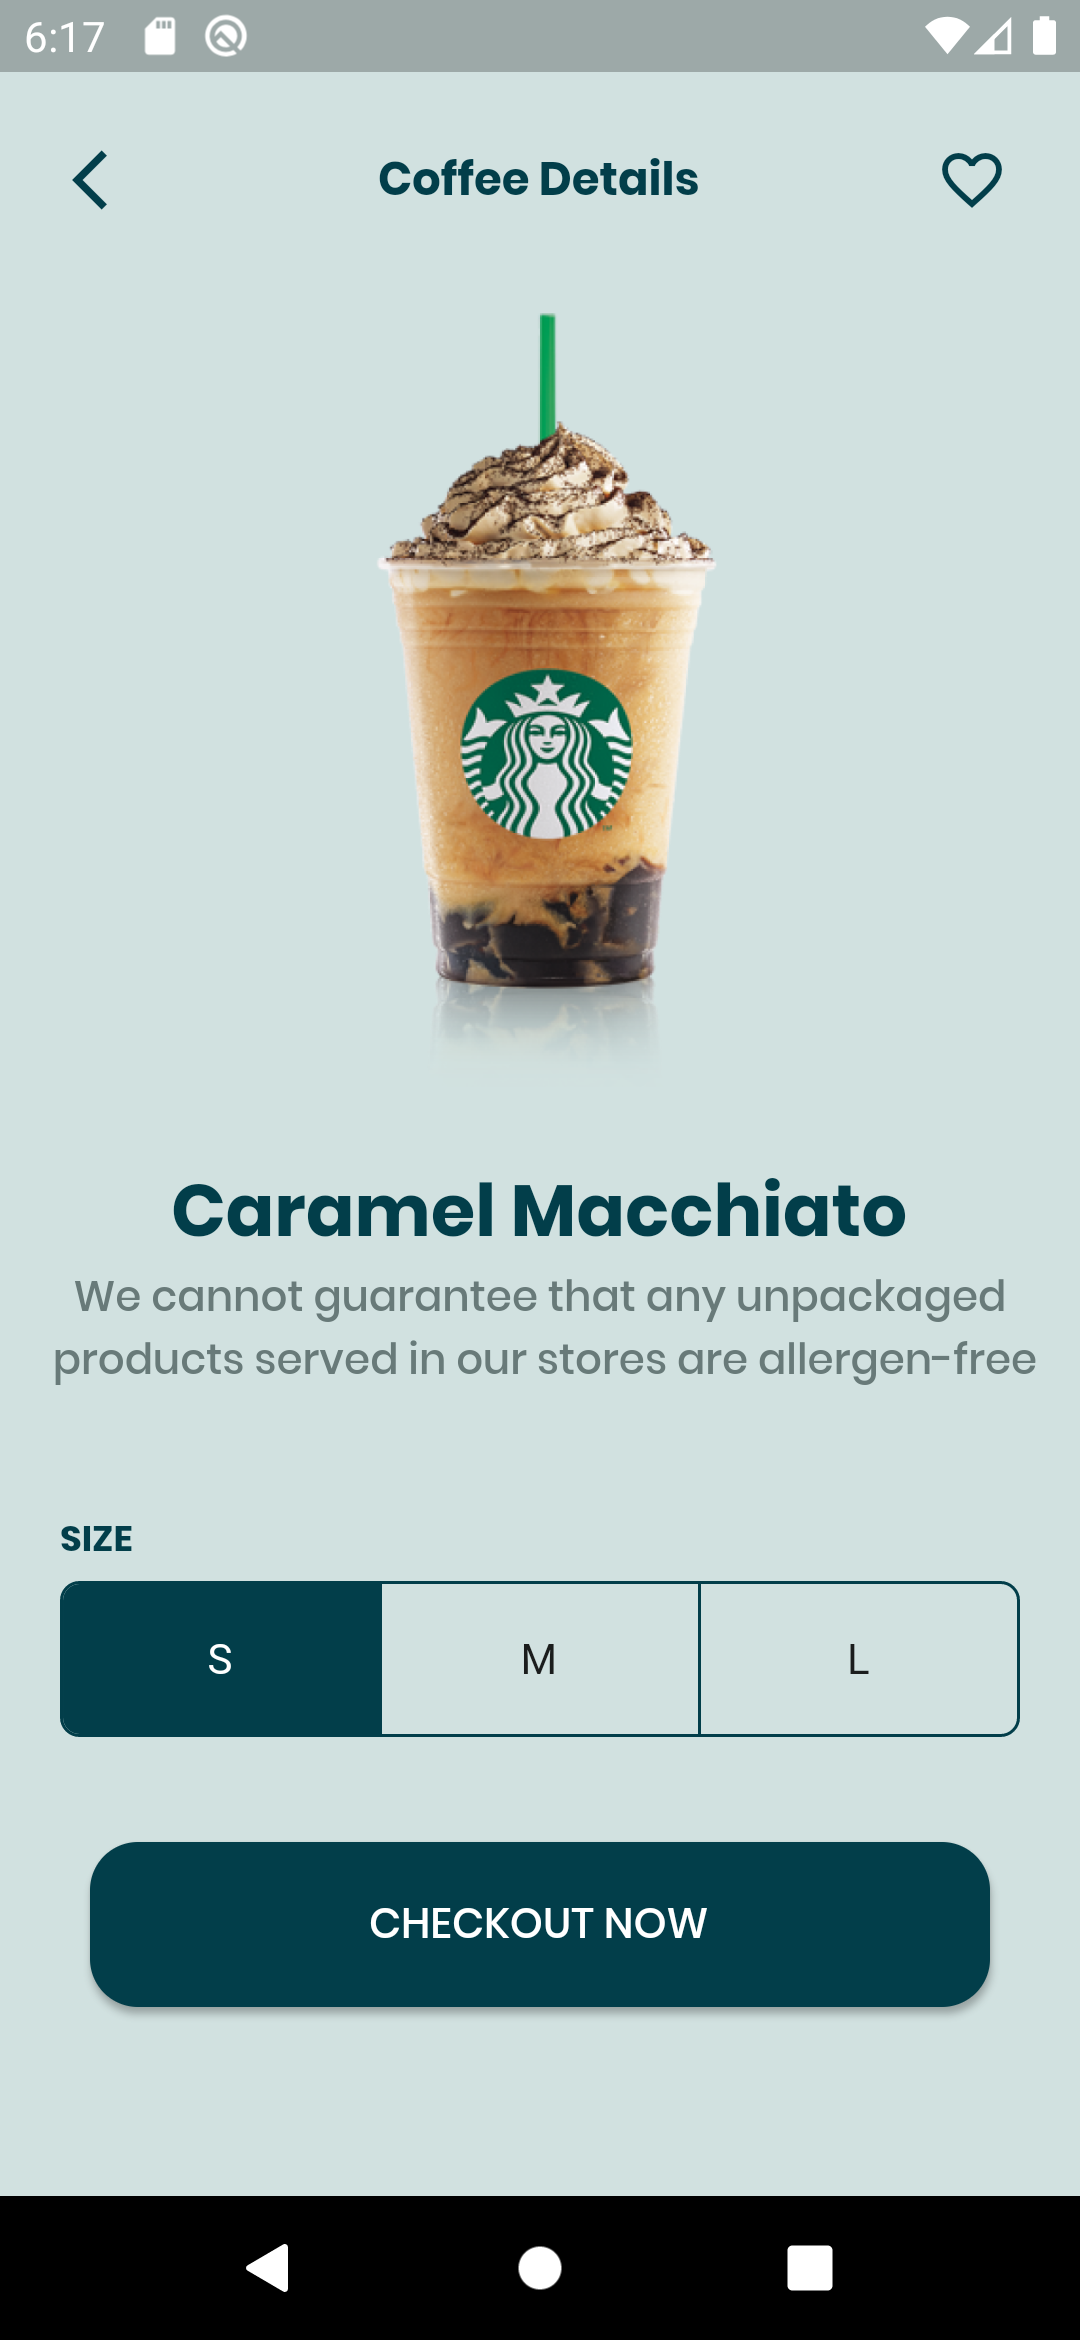 6:17
Coffee Details
TM
Caramel Macchiato
We cannot guarantee that any unpackaged
products served in our stores are allergen-free
SIZE
S
M
L
CHECKOUT NOW